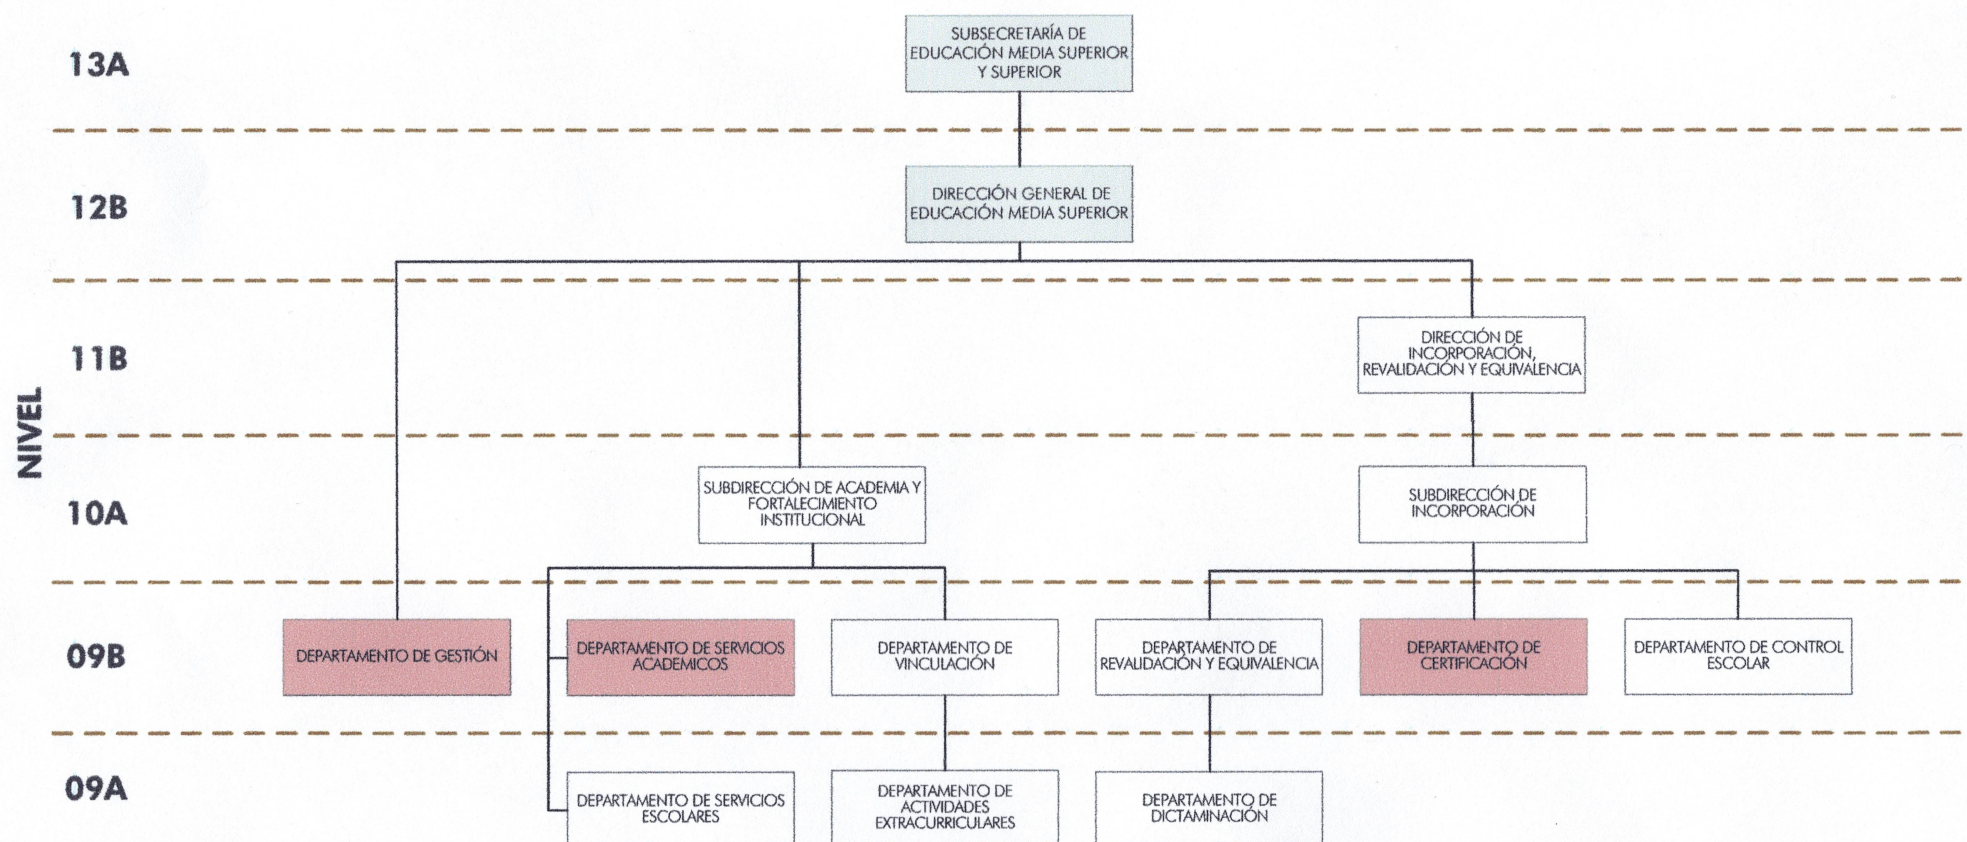 13A
SUBSECRETARÍA DE
EDUCACIÓN MEDIA SUPERIOR
Y SUPERIOR
12B
DIRECCIÓN GENERAL DE
EDUCACIÓN MEDIA SUPERIOR
NIVEL
11B
DIRECCIÓN DE
INCORPORACIÓN,
REVALIDACIÓN Y EQUIVALENCIA
10A
SUBDIRECCIÓN DE ACADEMIA Y
FORTALECIMIENTO
INSTITUCIONAL
SUBDIRECCIÓN DE
INCORPORACIÓN
09B
DEPARTAMENTO DE GESTIÓN
DEPARTAMENTO DE SERVICIOS
ACADEMICOS
DEPARTAMENTO DE
VINCULACIÓN
DEPARTAMENTO DE
REVALIDACIÓN Y EQUIVALENCIA
DEPARTAMENTO DE
CERTIFICACIÓN
DEPARTAMENTO DE CONTROL
ESCOLAR
09A
DEPARTAMENTO DE SERVICIOS
ESCOLARES
DEPARTAMENTO DE
ACTIVIDADES
EXTRACURRICULARES
DEPARTAMENTO DE
DICTAMINACIÓN